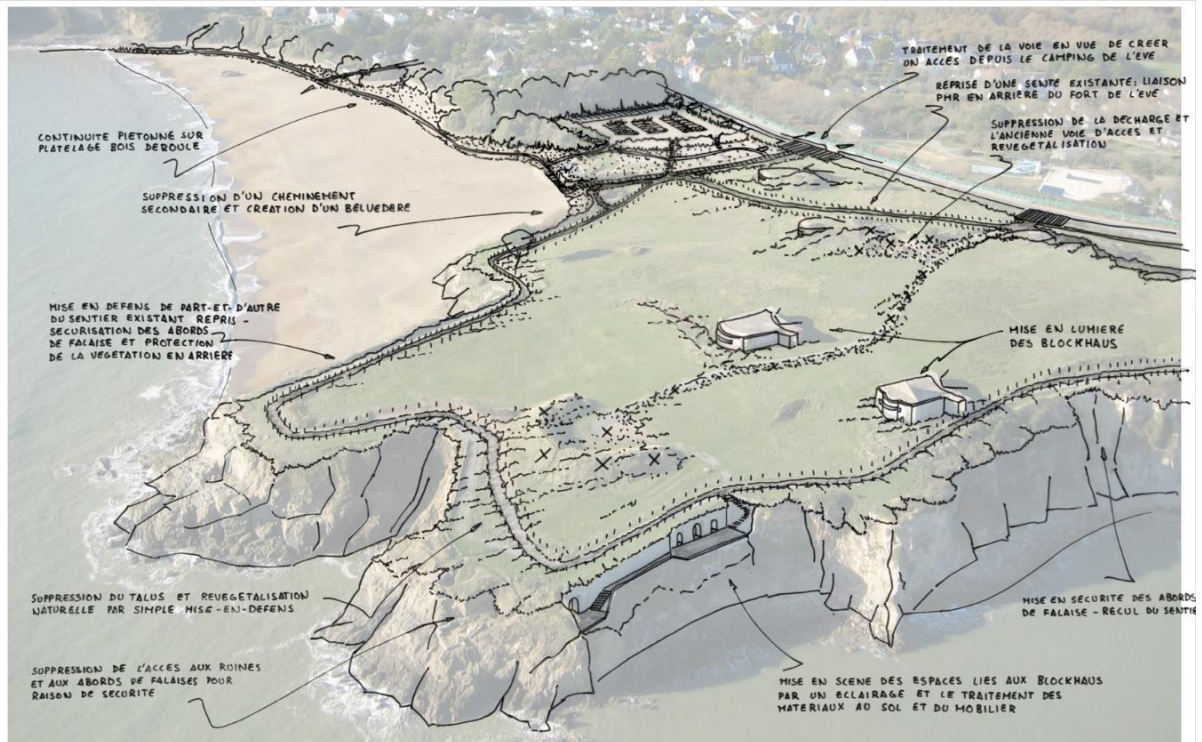 TRAITEMENT DE LA VOIE EN VUE DE CREER
UN ACCES DEPUIS LE CAMPING DE L'EVE
REPRISE D'UNE SENTE EXISTANTE: LIAISON
PMR EN ARRIERE DU FORT DE L'EVE
SUPPRESSION DE LA DECHARGE ET
L'ANCIENNE VOIE D'ACCES ET
REVEGETALISATION
CONTINUITE PIETONNE SUR
PLATELAGE BOIS DEROULE
SUPPRESSION D'UN CHEMINEMENT
SECONDAIRE ET CREATION D'UN BELVEDERE
MISE EN DEFENS DE PART-ET-D'AUTRE
DU SENTIER EXISTANT REPRIS -
SECURISATION DES ABORDS
DE FALAISE ET PROTECTION
DE LA VEGETATION EN ARRIERE
MISE EN LUMIERE
DES BLOCKHAUS
SUPPRESSION DU TALUS ET REVEGETALISATION
NATURELLE PAR SIMPLE MISE-EN-DEFENS
MISE EN SECURITE DES ABORDS
DE FALAISE - RECUL DU SENTIE
SUPPRESSION DE L'ACCES AUX RUINES
ET AUX ABORDS DE FALAISES POUR
RAISON DE SECURITE
MISE EN SCENE DES ESPACES LIES AUX BLOCKHAUS
PAR UN ECLAIRAGE ET LE TRAITEMENT DES
MATERIAUX AU SOL ET DU MOBILIER